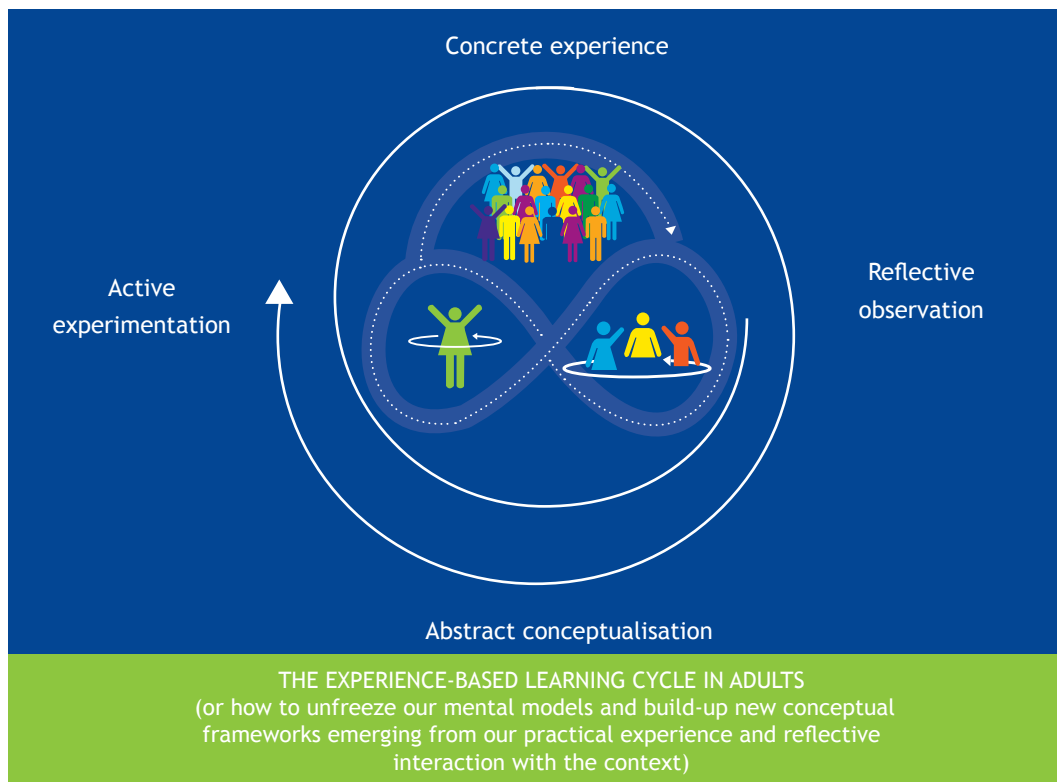 Concrete experience
Reflective
observation
Active
experimentation
Abstract conceptualisation
THE EXPERIENCE-BASED LEARNING CYCLE IN ADULTS
(or how to unfreeze our mental models and build-up new conceptual
frameworks emerging from our practical experience and reflective
interaction with the context)